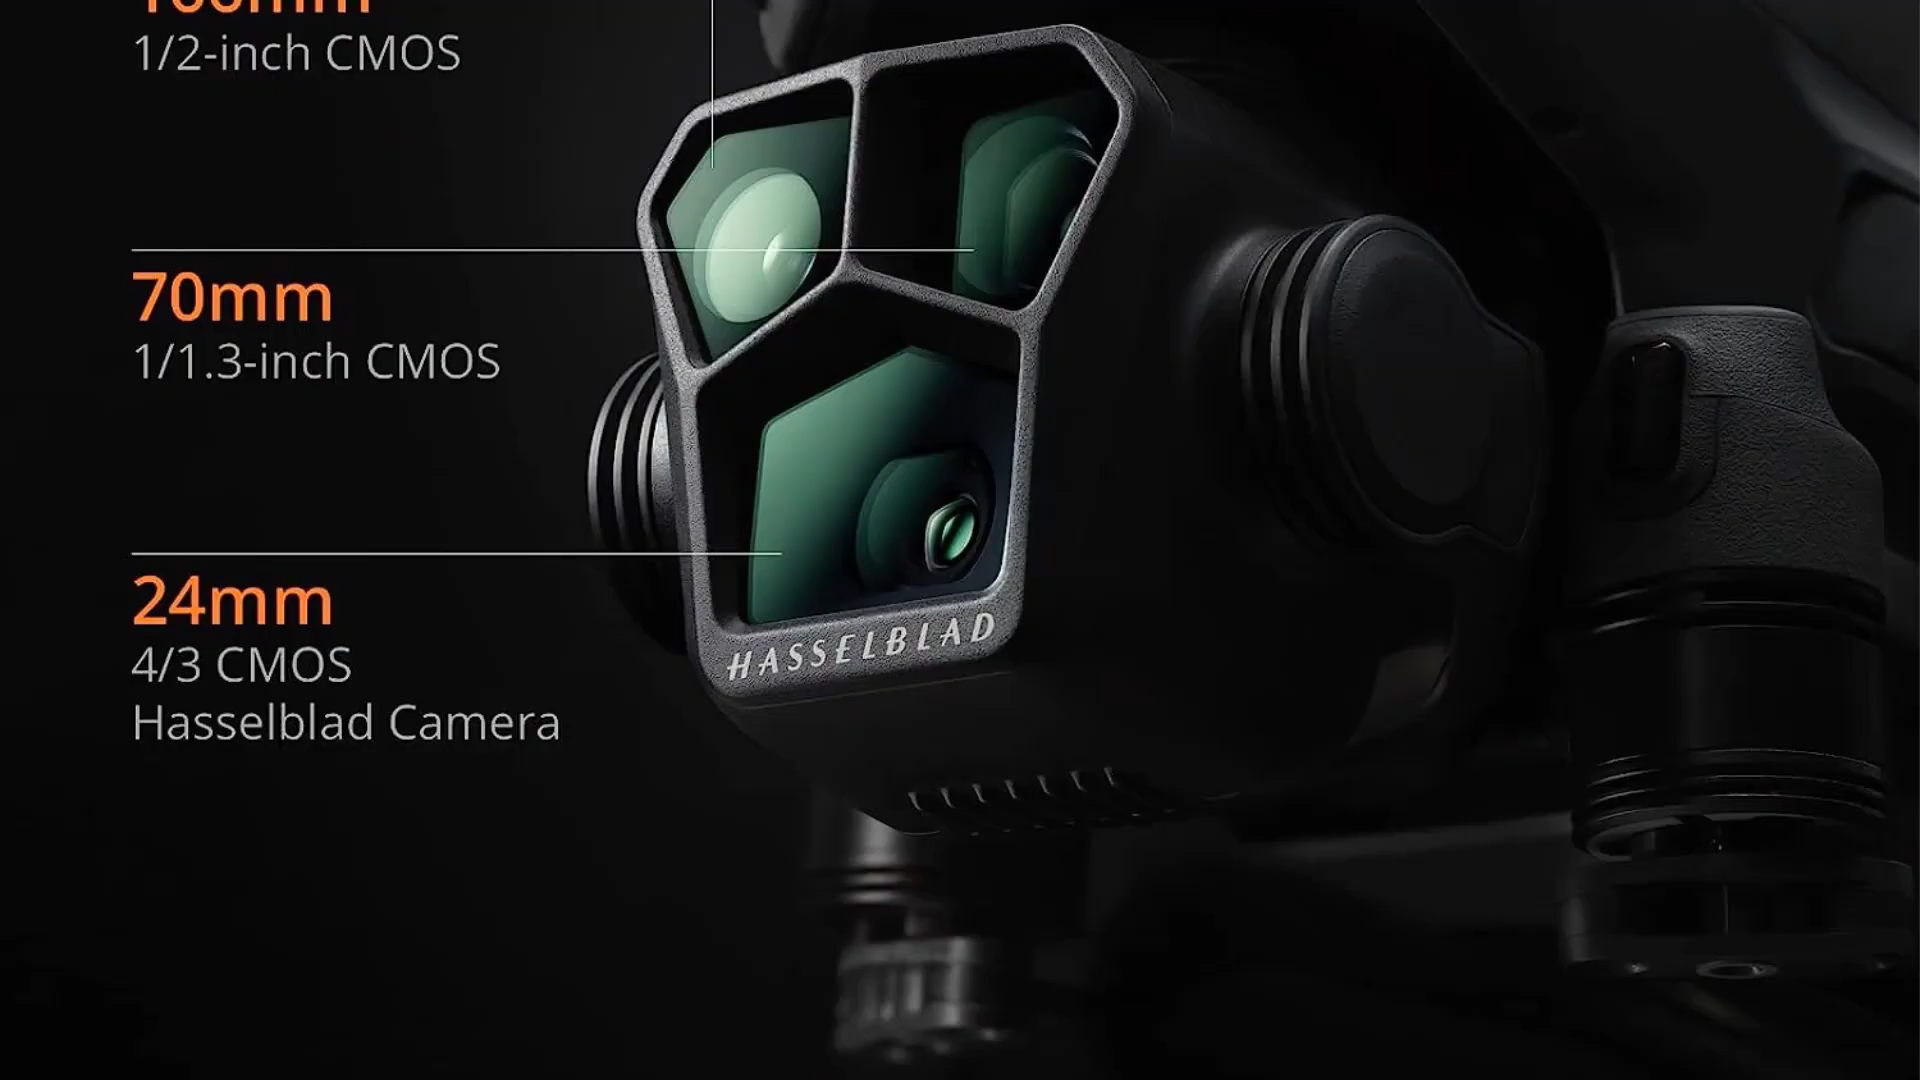 1/2-inch CMOS
70mm
1/1.3-inch CMOS
24mm
4/3 CMOS
Hasselblad Camera
HASSELBLAD